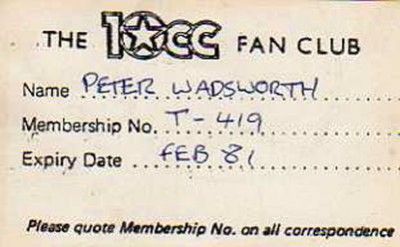 THE 10cc FAN CLUB
Name PETER WADSWORTH
Membership No. T-419
Expiry Date FEB 81
Please quote Membership No. on all correspondence